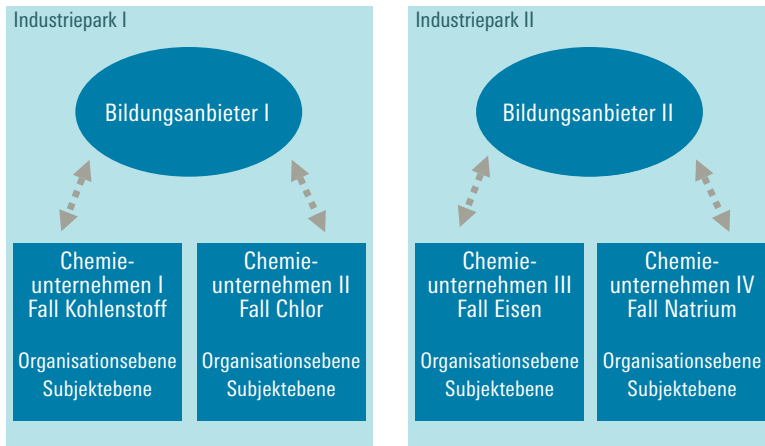 Industriepark I
Bildungsanbieter I
Chemie-
unternehmen I
Fall Kohlenstoff
Organisationsebene
Subjektebene
Chemie-
unternehmen II
Fall Chlor
Organisationsebene
Subjektebene
Industriepark II
Bildungsanbieter II
Chemie-
unternehmen III
Fall Eisen
Organisationsebene
Subjektebene
Chemie-
unternehmen IV
Fall Natrium
Organisationsebene
Subjektebene